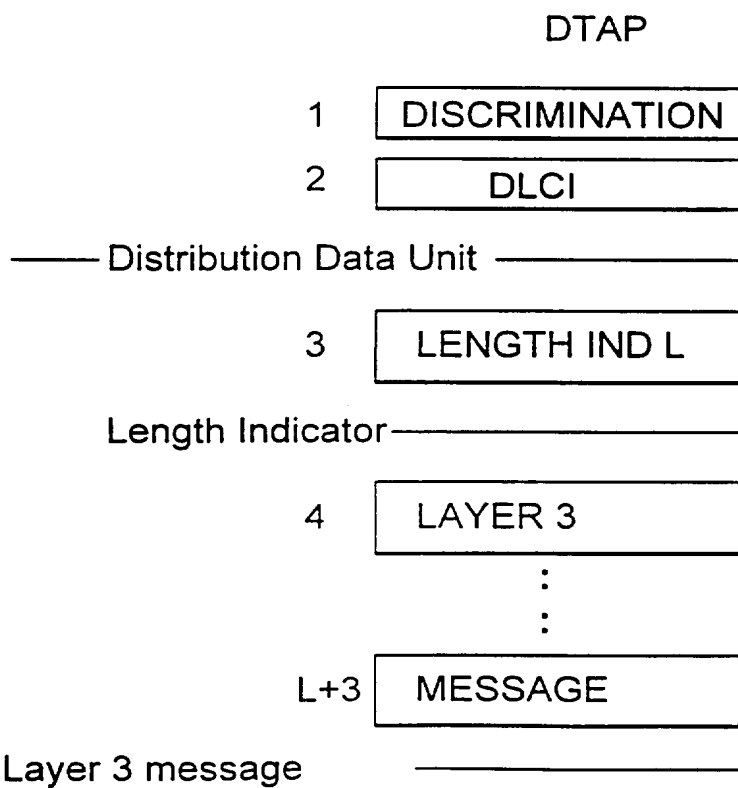 DTAP
1 DISCRIMINATION
2 DLCI
Distribution Data Unit
3 LENGTH IND L
Length Indicator
4 LAYER 3
L+3 MESSAGE
Layer 3 message